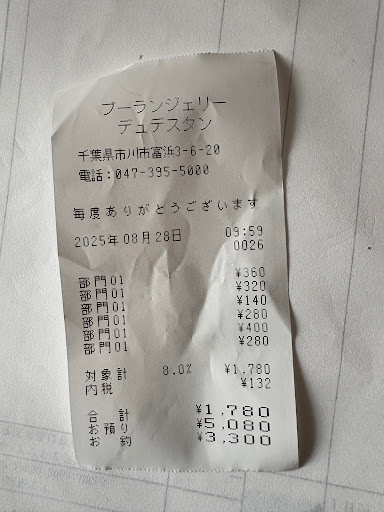 ブーランジェリー
デュデスタン
千葉県市川市富浜3-6-20
電話:047-395-5000
毎度ありがとうございます
2025年08月28日 09:59
0026
部門01 ¥360
部門01 ¥320
部門01 ¥140
部門01 ¥280
部門01 ¥400
部門01 ¥280
対象計 8.0% ¥1,780
内税 ¥132
合計 ¥1,780
お預り ¥5,080
お釣 ¥3,300